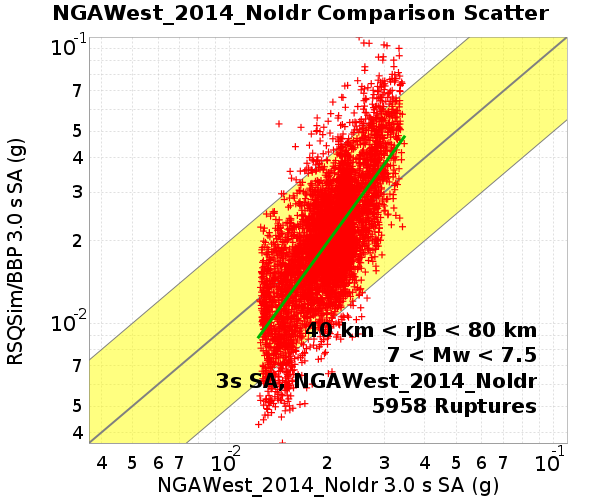 NGAWest_2014_NoIdr Comparison Scatter
10-1
7
5
4
3
2
10-2
7
5
4
RSQSim/BBP 3.0 s SA (g)
40 km < rJB < 80 km
7 < Mw < 7.5
3s SA, NGAWest_2014_NoIdr
5958 Ruptures
4 5 6 7 10-2 2 3 4 5 6 7 10-1
NGAWest_2014_NoIdr 3.0 s SA (g)